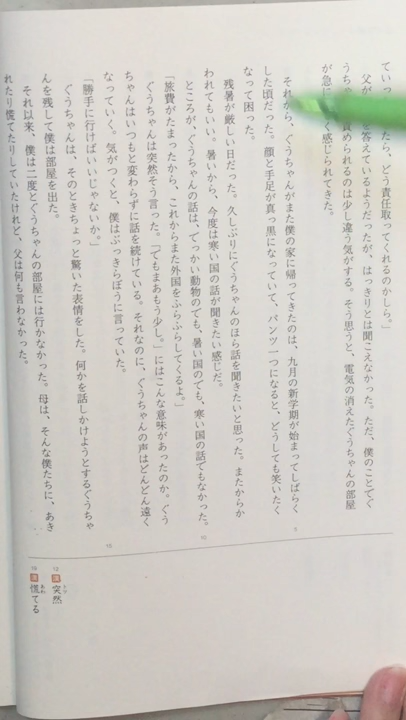 ていっ たら、どう責任取ってくれるのかしら。」
父が 答えているようだったが、はっきりとは聞こえなかった。ただ、僕のことでぐ
うちゃ 責められるのは少し違う気がする。そう思うと、電気の消えたぐうちゃんの部屋
が急に く感じられてきた。
それから、ぐうちゃんがまた僕の家に帰ってきたのは、九月の新学期が始まってしばらく
した頃だった。顔と手足が真っ黒になっていて、パンツ一つになると、どうしても笑いたく
なって困った。
残暑が厳しい日だった。久しぶりにぐうちゃんのほら話を聞きたいと思った。またからか
われてもいい。暑いから、今度は寒い国の話が聞きたい感じだ。
ところが、ぐうちゃんの話は、でっかい動物のでも、暑い国のでも、寒い国の話でもなかった。
「旅費がたまったから、これからまた外国をふらふらしてくるよ。」
ぐうちゃんは突然そう言った。「でもまあもう少し。」にはこんな意味があったのか。ぐう
ちゃんはいつもと変わらずに話を続けている。それなのに、ぐうちゃんの声はどんどん遠く
なっていく。気がつくと、僕はぶっきらぼうに言っていた。
「勝手に行けばいいじゃないか。」
ぐうちゃんは、そのときちょっと驚いた表情をした。何かを話しかけようとするぐうちゃ
んを残して僕は部屋を出た。
それ以来、僕は二度とぐうちゃんの部屋には行かなかった。母は、そんな僕たちに、あき
れたり慌てたりしていたけれど、父は何も言わなかった。
5
10
15
12 漢 突然
トツ
16 漢 慌てる
あわ